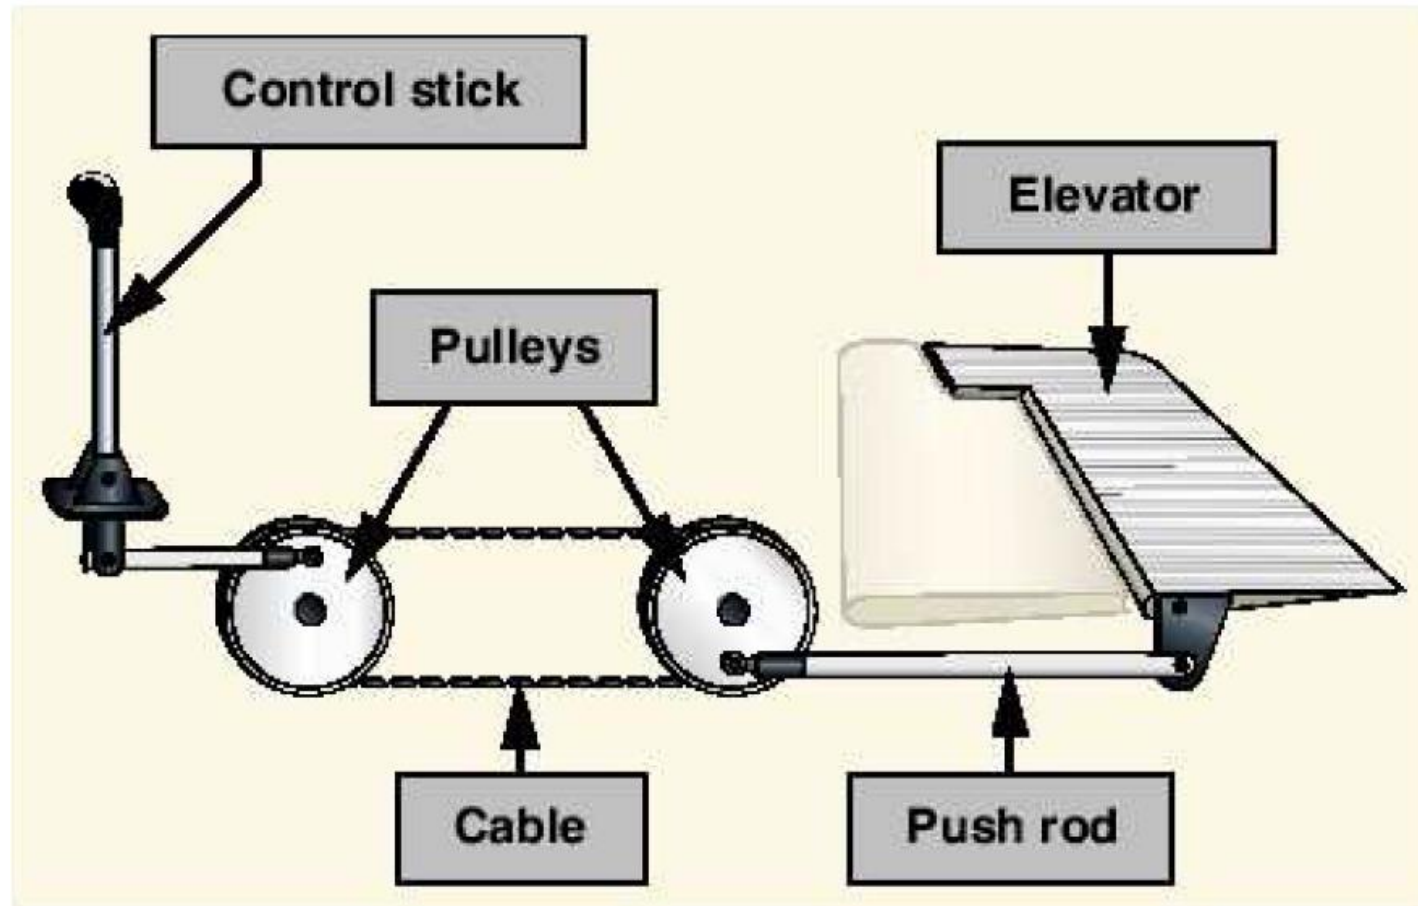 Control stick
Elevator
Pulleys
Cable
Push rod